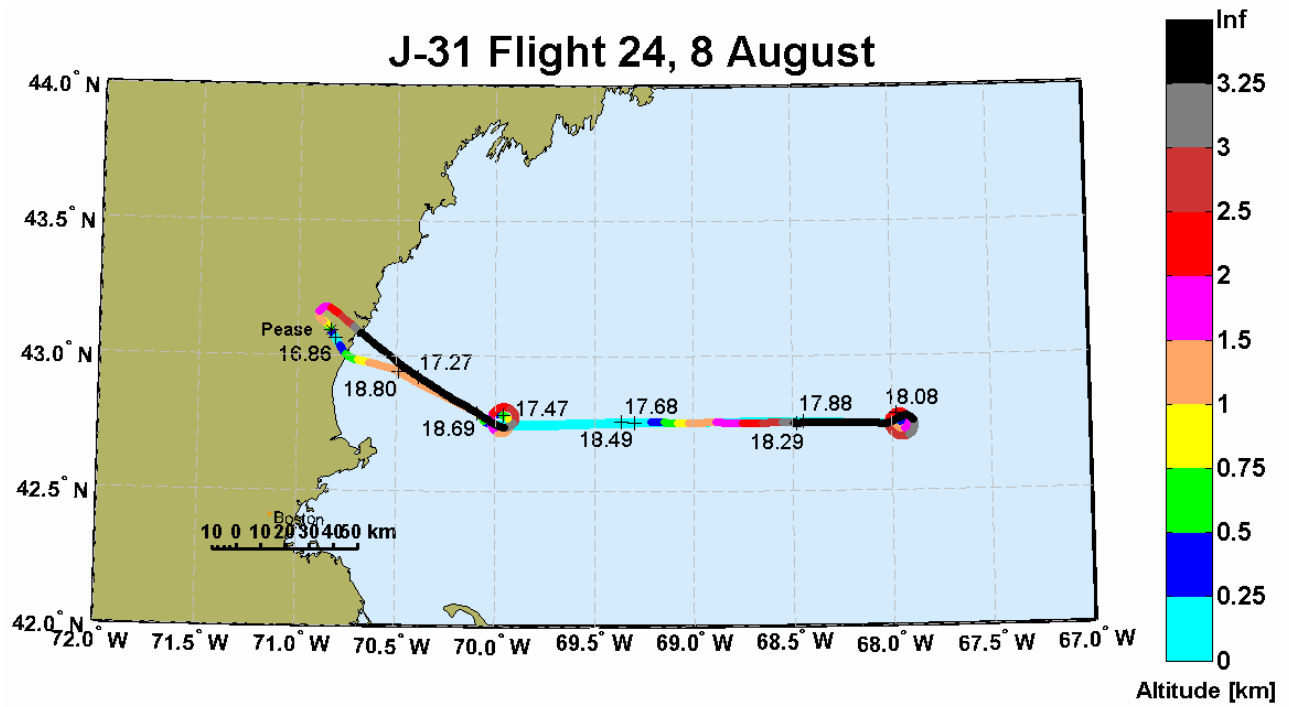 J-31 Flight 24, 8 August
Inf
3.25
3
2.5
2
1.5
1
0.75
0.5
0.25
0
Altitude [km]
44.0° N
43.5° N
43.0° N
42.5° N
42.0° N
72.0° W
71.5° W
71.0° W
70.5° W
70.0° W
69.5° W
69.0° W
68.5° W
68.0° W
67.5° W
67.0° W
Pease
16.86
17.27
18.80
17.47
18.69
17.68
18.49
17.88
18.29
18.08
Boston
10 0 10 20 30 40 50 km